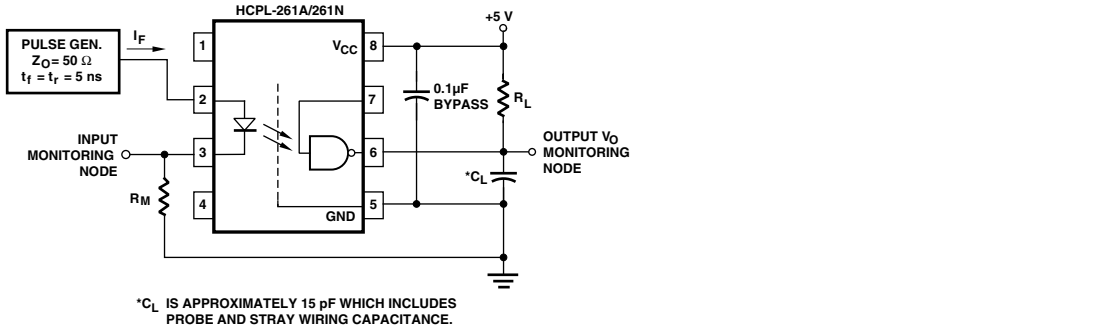 HCPL-261A/261N
+5 V
PULSE GEN.
Z_O = 50 Ω
t_f = t_r = 5 ns
I_F
1
V_CC
8
0.1µF
BYPASS
R_L
2
7
INPUT
MONITORING
NODE
3
6
OUTPUT V_O
MONITORING
NODE
*C_L
R_M
4
5
GND
*C_L IS APPROXIMATELY 15 pF WHICH INCLUDES
PROBE AND STRAY WIRING CAPACITANCE.